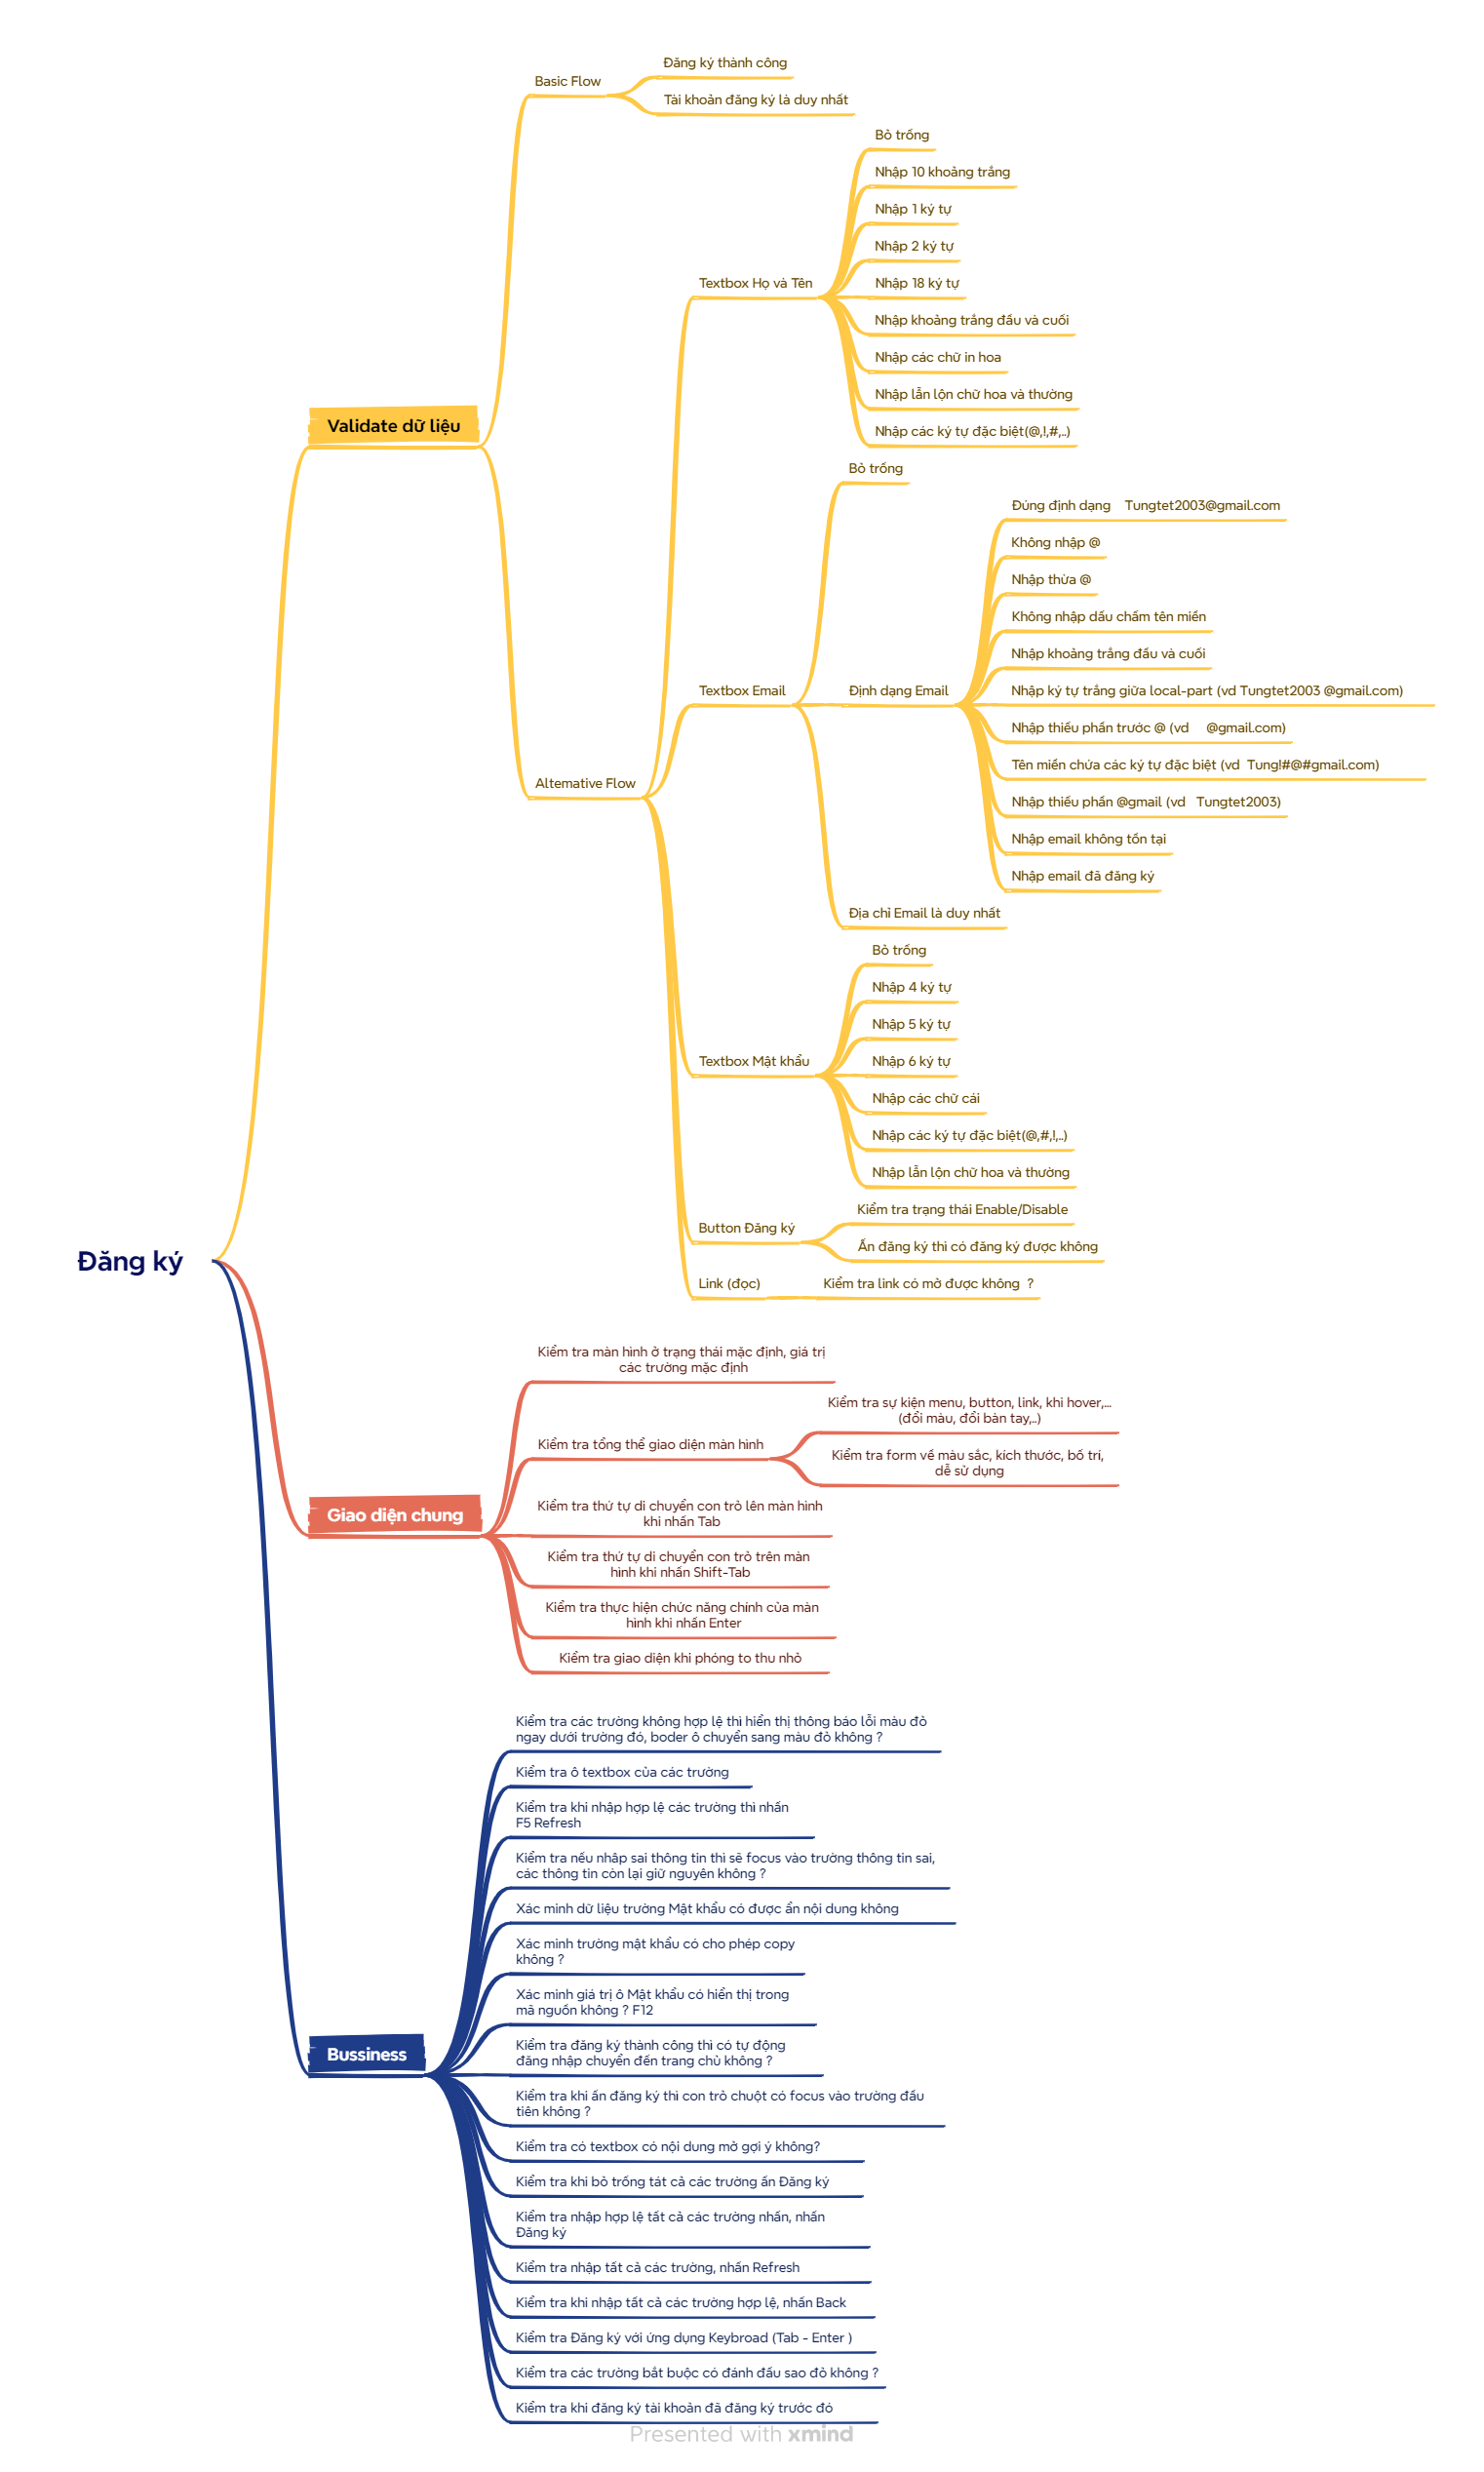 Đăng ký
Validate dữ liệu
Basic Flow
Đăng ký thành công
Tài khoản đăng ký là duy nhất
Altemative Flow
Textbox Họ và Tên
Bỏ trống
Nhập 10 khoảng trắng
Nhập 1 ký tự
Nhập 2 ký tự
Nhập 18 ký tự
Nhập khoảng trắng đầu và cuối
Nhập các chữ in hoa
Nhập lẫn lộn chữ hoa và thường
Nhập các ký tự đặc biệt(@,!,#,..)
Textbox Email
Bỏ trống
Định dạng Email
Đúng định dạng Tungtet2003@gmail.com
Không nhập @
Nhập thừa @
Không nhập dấu chấm tên miền
Nhập khoảng trắng đầu và cuối
Nhập ký tự trắng giữa local-part (vd Tungtet2003 @gmail.com)
Nhập thiếu phần trước @ (vd @gmail.com)
Tên miền chứa các ký tự đặc biệt (vd Tung!#@#gmail.com)
Nhập thiếu phần @gmail (vd Tungtet2003)
Nhập email không tồn tại
Nhập email đã đăng ký
Địa chỉ Email là duy nhất
Textbox Mật khẩu
Bỏ trống
Nhập 4 ký tự
Nhập 5 ký tự
Nhập 6 ký tự
Nhập các chữ cái
Nhập các ký tự đặc biệt(@,#,!,..)
Nhập lẫn lộn chữ hoa và thường
Button Đăng ký
Kiểm tra trạng thái Enable/Disable
Ấn đăng ký thì có đăng ký được không
Link (đọc)
Kiểm tra link có mở được không ?
Giao diện chung
Kiểm tra màn hình ở trạng thái mặc định, giá trị
các trường mặc định
Kiểm tra tổng thể giao diện màn hình
Kiểm tra sự kiện menu, button, link, khi hover,...
(đổi màu, đổi bàn tay,..)
Kiểm tra form về màu sắc, kích thước, bố trí,
dễ sử dụng
Kiểm tra thứ tự di chuyển con trỏ lên màn hình
khi nhấn Tab
Kiểm tra thứ tự di chuyển con trỏ trên màn
hình khi nhấn Shift-Tab
Kiểm tra thực hiện chức năng chính của màn
hình khi nhấn Enter
Kiểm tra giao diện khi phóng to thu nhỏ
Bussiness
Kiểm tra các trường không hợp lệ thì hiển thị thông báo lỗi màu đỏ
ngay dưới trường đó, boder ô chuyển sang màu đỏ không ?
Kiểm tra ô textbox của các trường
Kiểm tra khi nhập hợp lệ các trường thì nhấn
F5 Refresh
Kiểm tra nếu nhâp sai thông tin thì sẽ focus vào trường thông tin sai,
các thông tin còn lại giữ nguyên không ?
Xác minh dữ liệu trường Mật khẩu có được ẩn nội dung không
Xác minh trường mật khẩu có cho phép copy
không ?
Xác minh giá trị ô Mật khẩu có hiển thị trong
mã nguồn không ? F12
Kiểm tra đăng ký thành công thì có tự động
đăng nhập chuyển đến trang chủ không ?
Kiểm tra khi ấn đăng ký thì con trỏ chuột có focus vào trường đầu
tiên không ?
Kiểm tra có textbox có nội dung mở gợi ý không?
Kiểm tra khi bỏ trống tát cả các trường ấn Đăng ký
Kiểm tra nhập hợp lệ tất cả các trường nhấn, nhấn
Đăng ký
Kiểm tra nhập tất cả các trường, nhấn Refresh
Kiểm tra khi nhập tất cả các trường hợp lệ, nhấn Back
Kiểm tra Đăng ký với ứng dụng Keybroad (Tab - Enter )
Kiểm tra các trường bắt buộc có đánh đấu sao đỏ không ?
Kiểm tra khi đăng ký tài khoản đã đăng ký trước đó
Presented with xmind